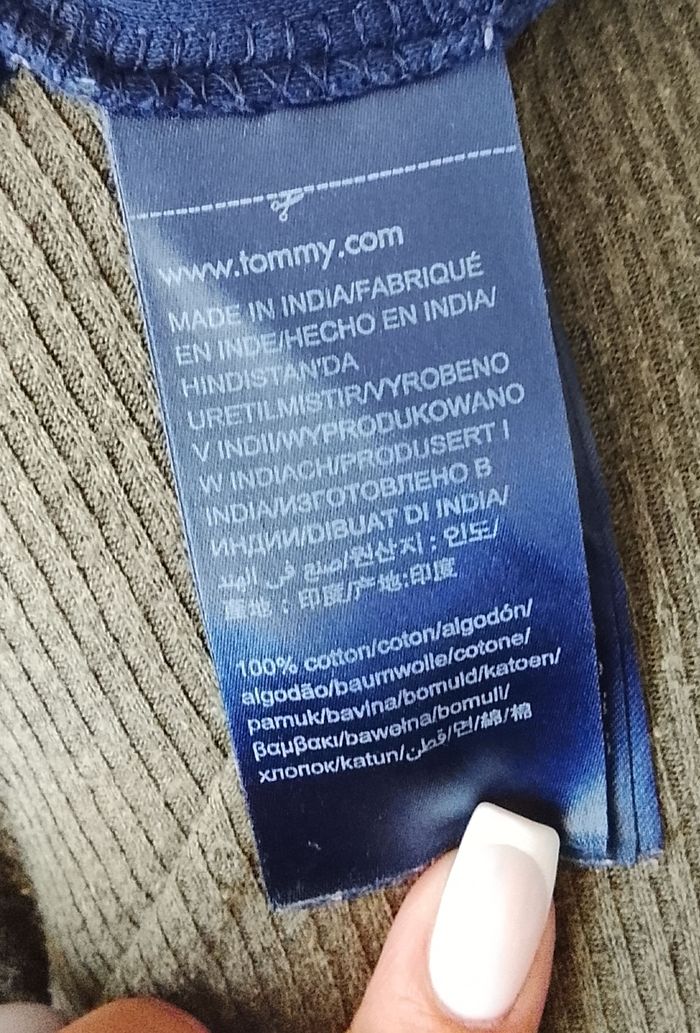 www.tommy.com
MADE IN INDIA/FABRIQUÉ
EN INDE/HECHO EN INDIA/
HINDISTAN'DA
URETILMISTIR/VYROBENO
V INDII/WYPRODUKOWANO
W INDIACH/PRODUSERT I
INDIA/ИЗГОТОВЛЕНО В
ИНДИИ/DIBUAT DI INDIA/
صنع في الهند/원산지 : 인도/
產地 : 印度/产地:印度
100% cotton/coton/algodón/
algodão/baumwolle/cotone/
pamuk/bavlna/bomuld/katoen/
βαμβακι/bawełna/bomull/
хлопок/katun/قطن/면/綿/棉